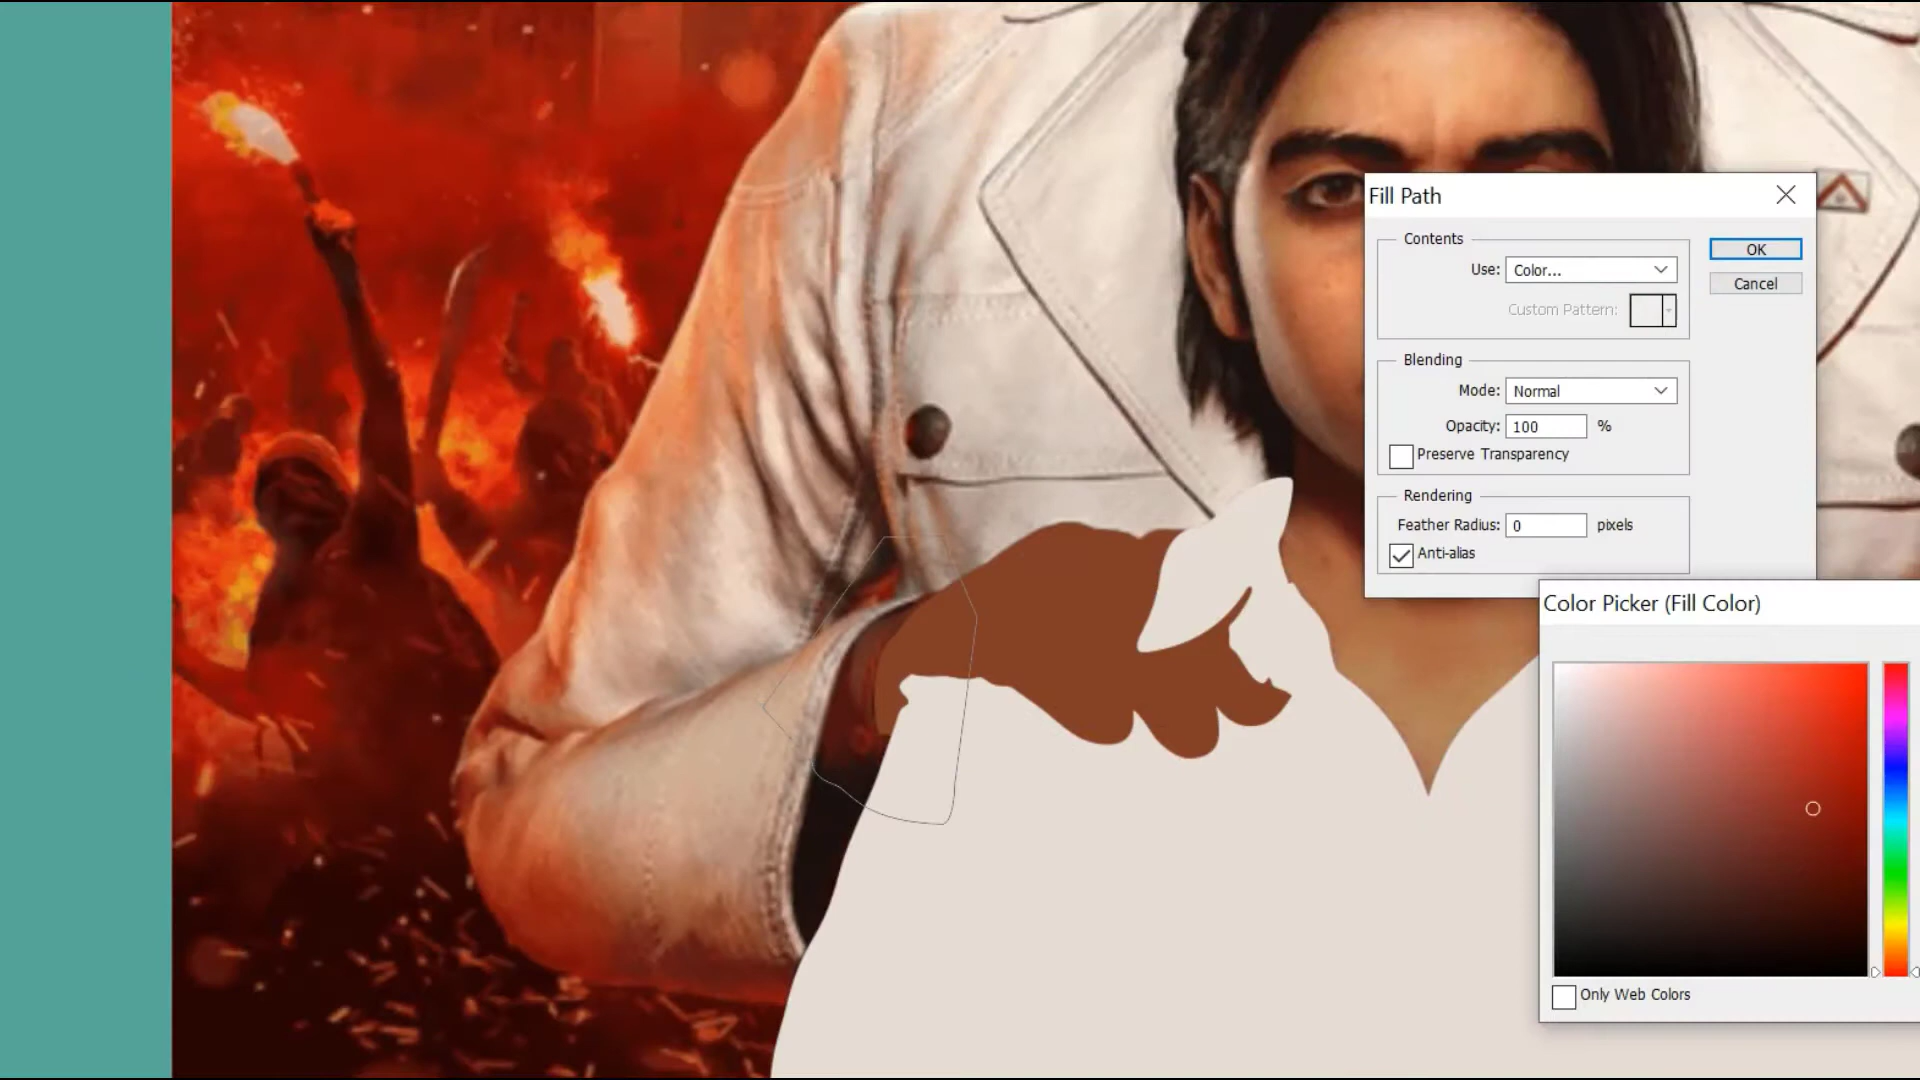 Fill Path
Contents
Use: Color...
Custom Pattern:
OK
Cancel
Blending
Mode: Normal
Opacity: 100 %
Preserve Transparency
Rendering
Feather Radius: 0 pixels
Anti-alias
Color Picker (Fill Color)
Only Web Colors